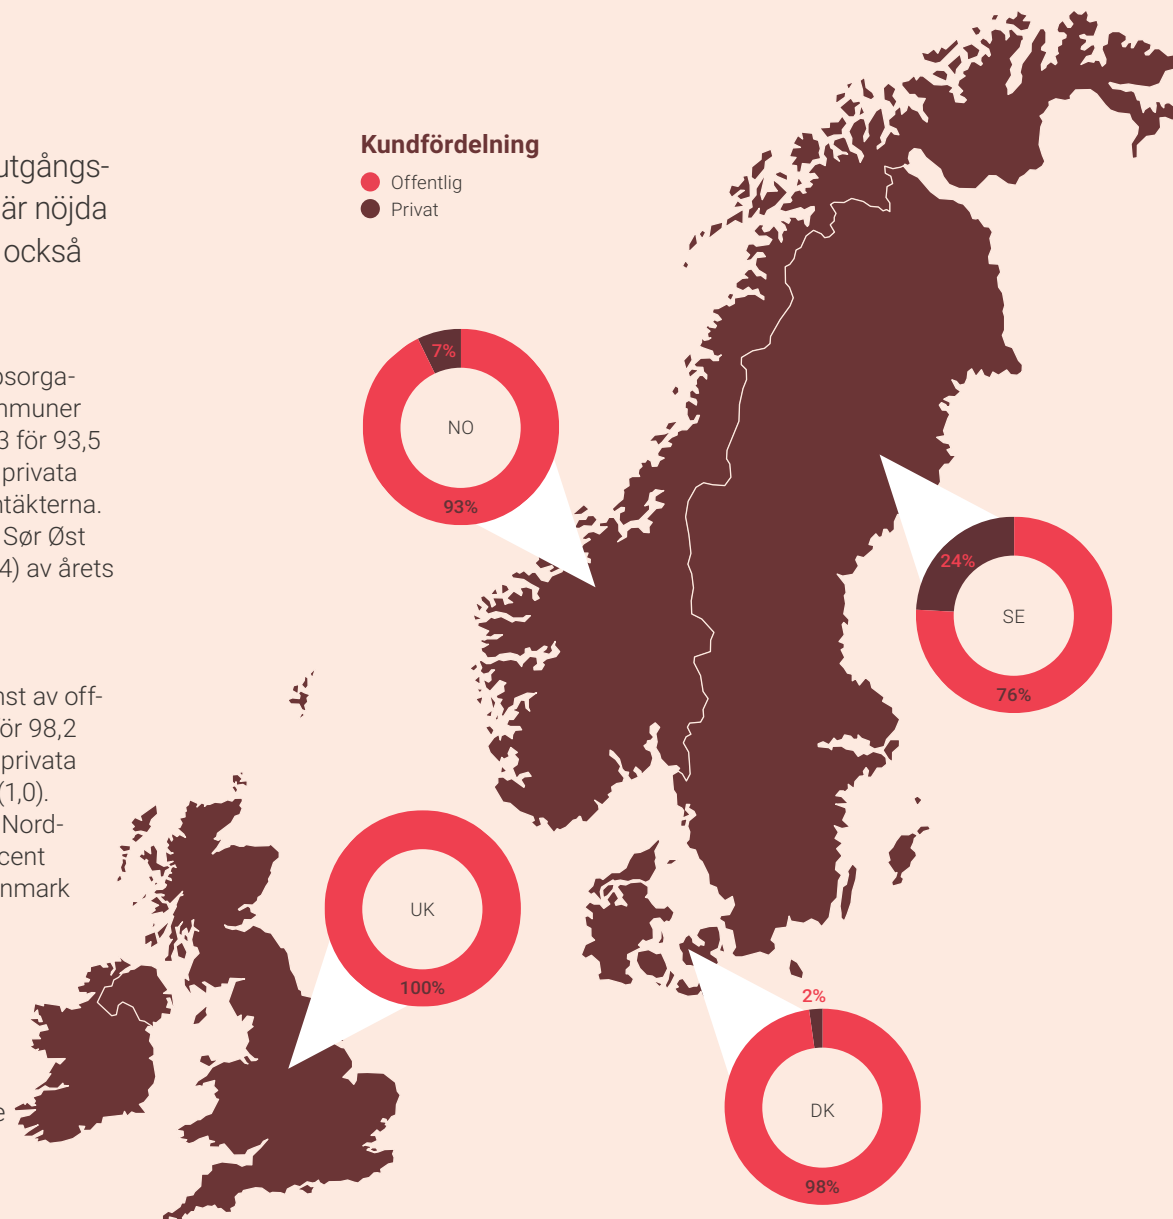 utgångs-
är nöjda
också
psorga-
nmuner
3 för 93,5
privata
ntäkterna.
Sør Øst
4) av årets
nst av off-
ör 98,2
privata
(1,0).
Nord-
cent
nmark
e
Kundfördelning
Offentlig
Privat
7%
NO
93%
24%
SE
76%
UK
100%
2%
DK
98%